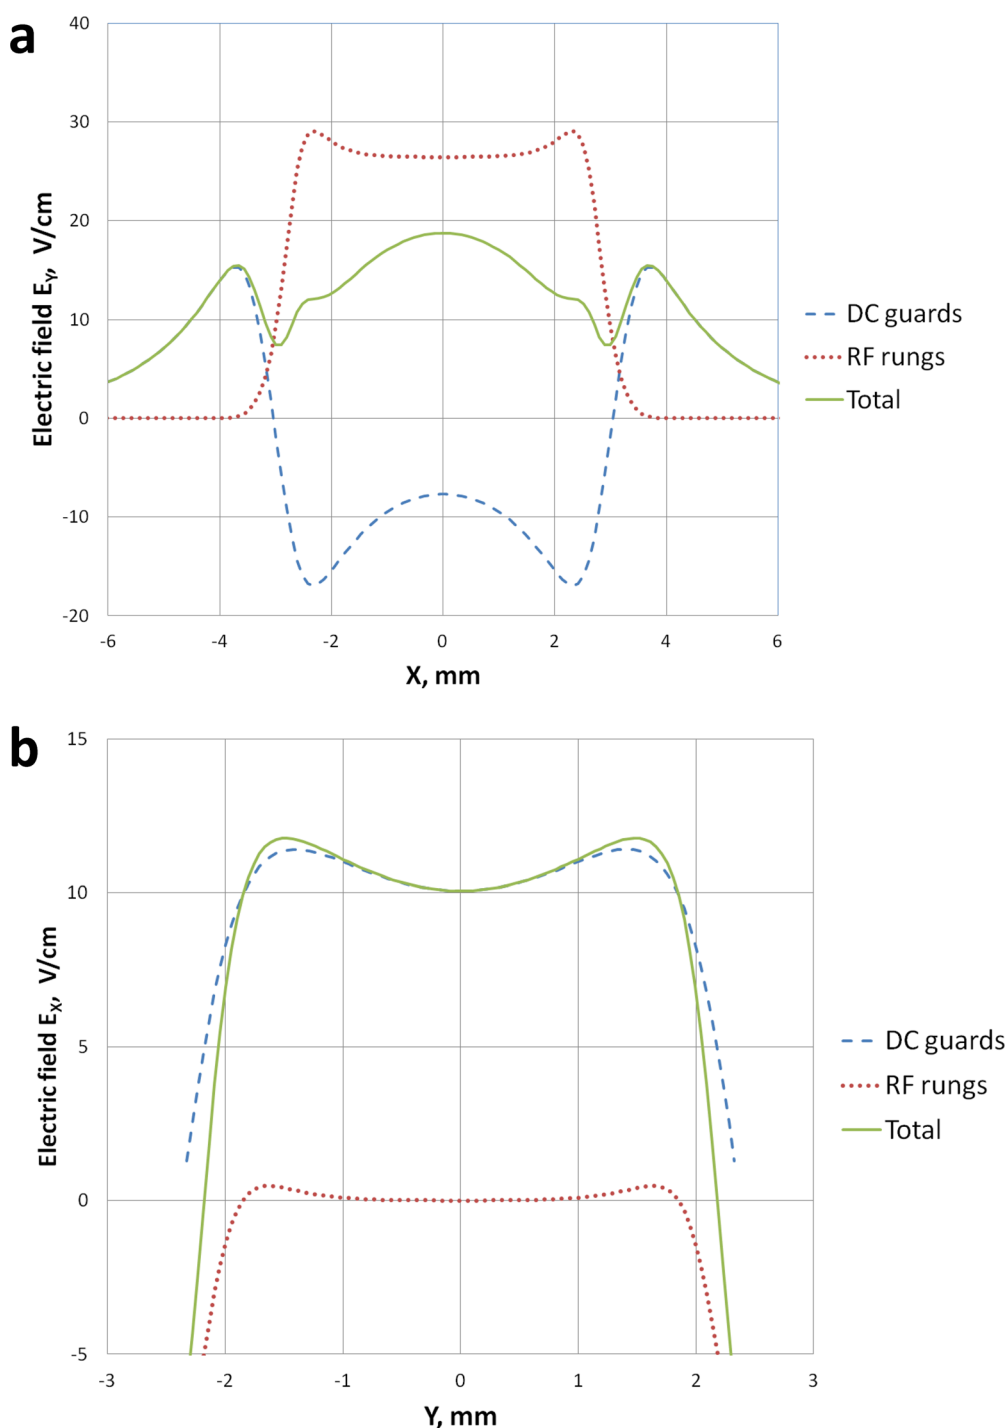 a
40
30
20
10
0
-10
-20
-6
-4
-2
0
2
4
6
Electric field E_Y, V/cm
X, mm
DC guards
RF rungs
Total
b
15
10
5
0
-5
-3
-2
-1
0
1
2
3
Electric field E_X, V/cm
Y, mm
DC guards
RF rungs
Total